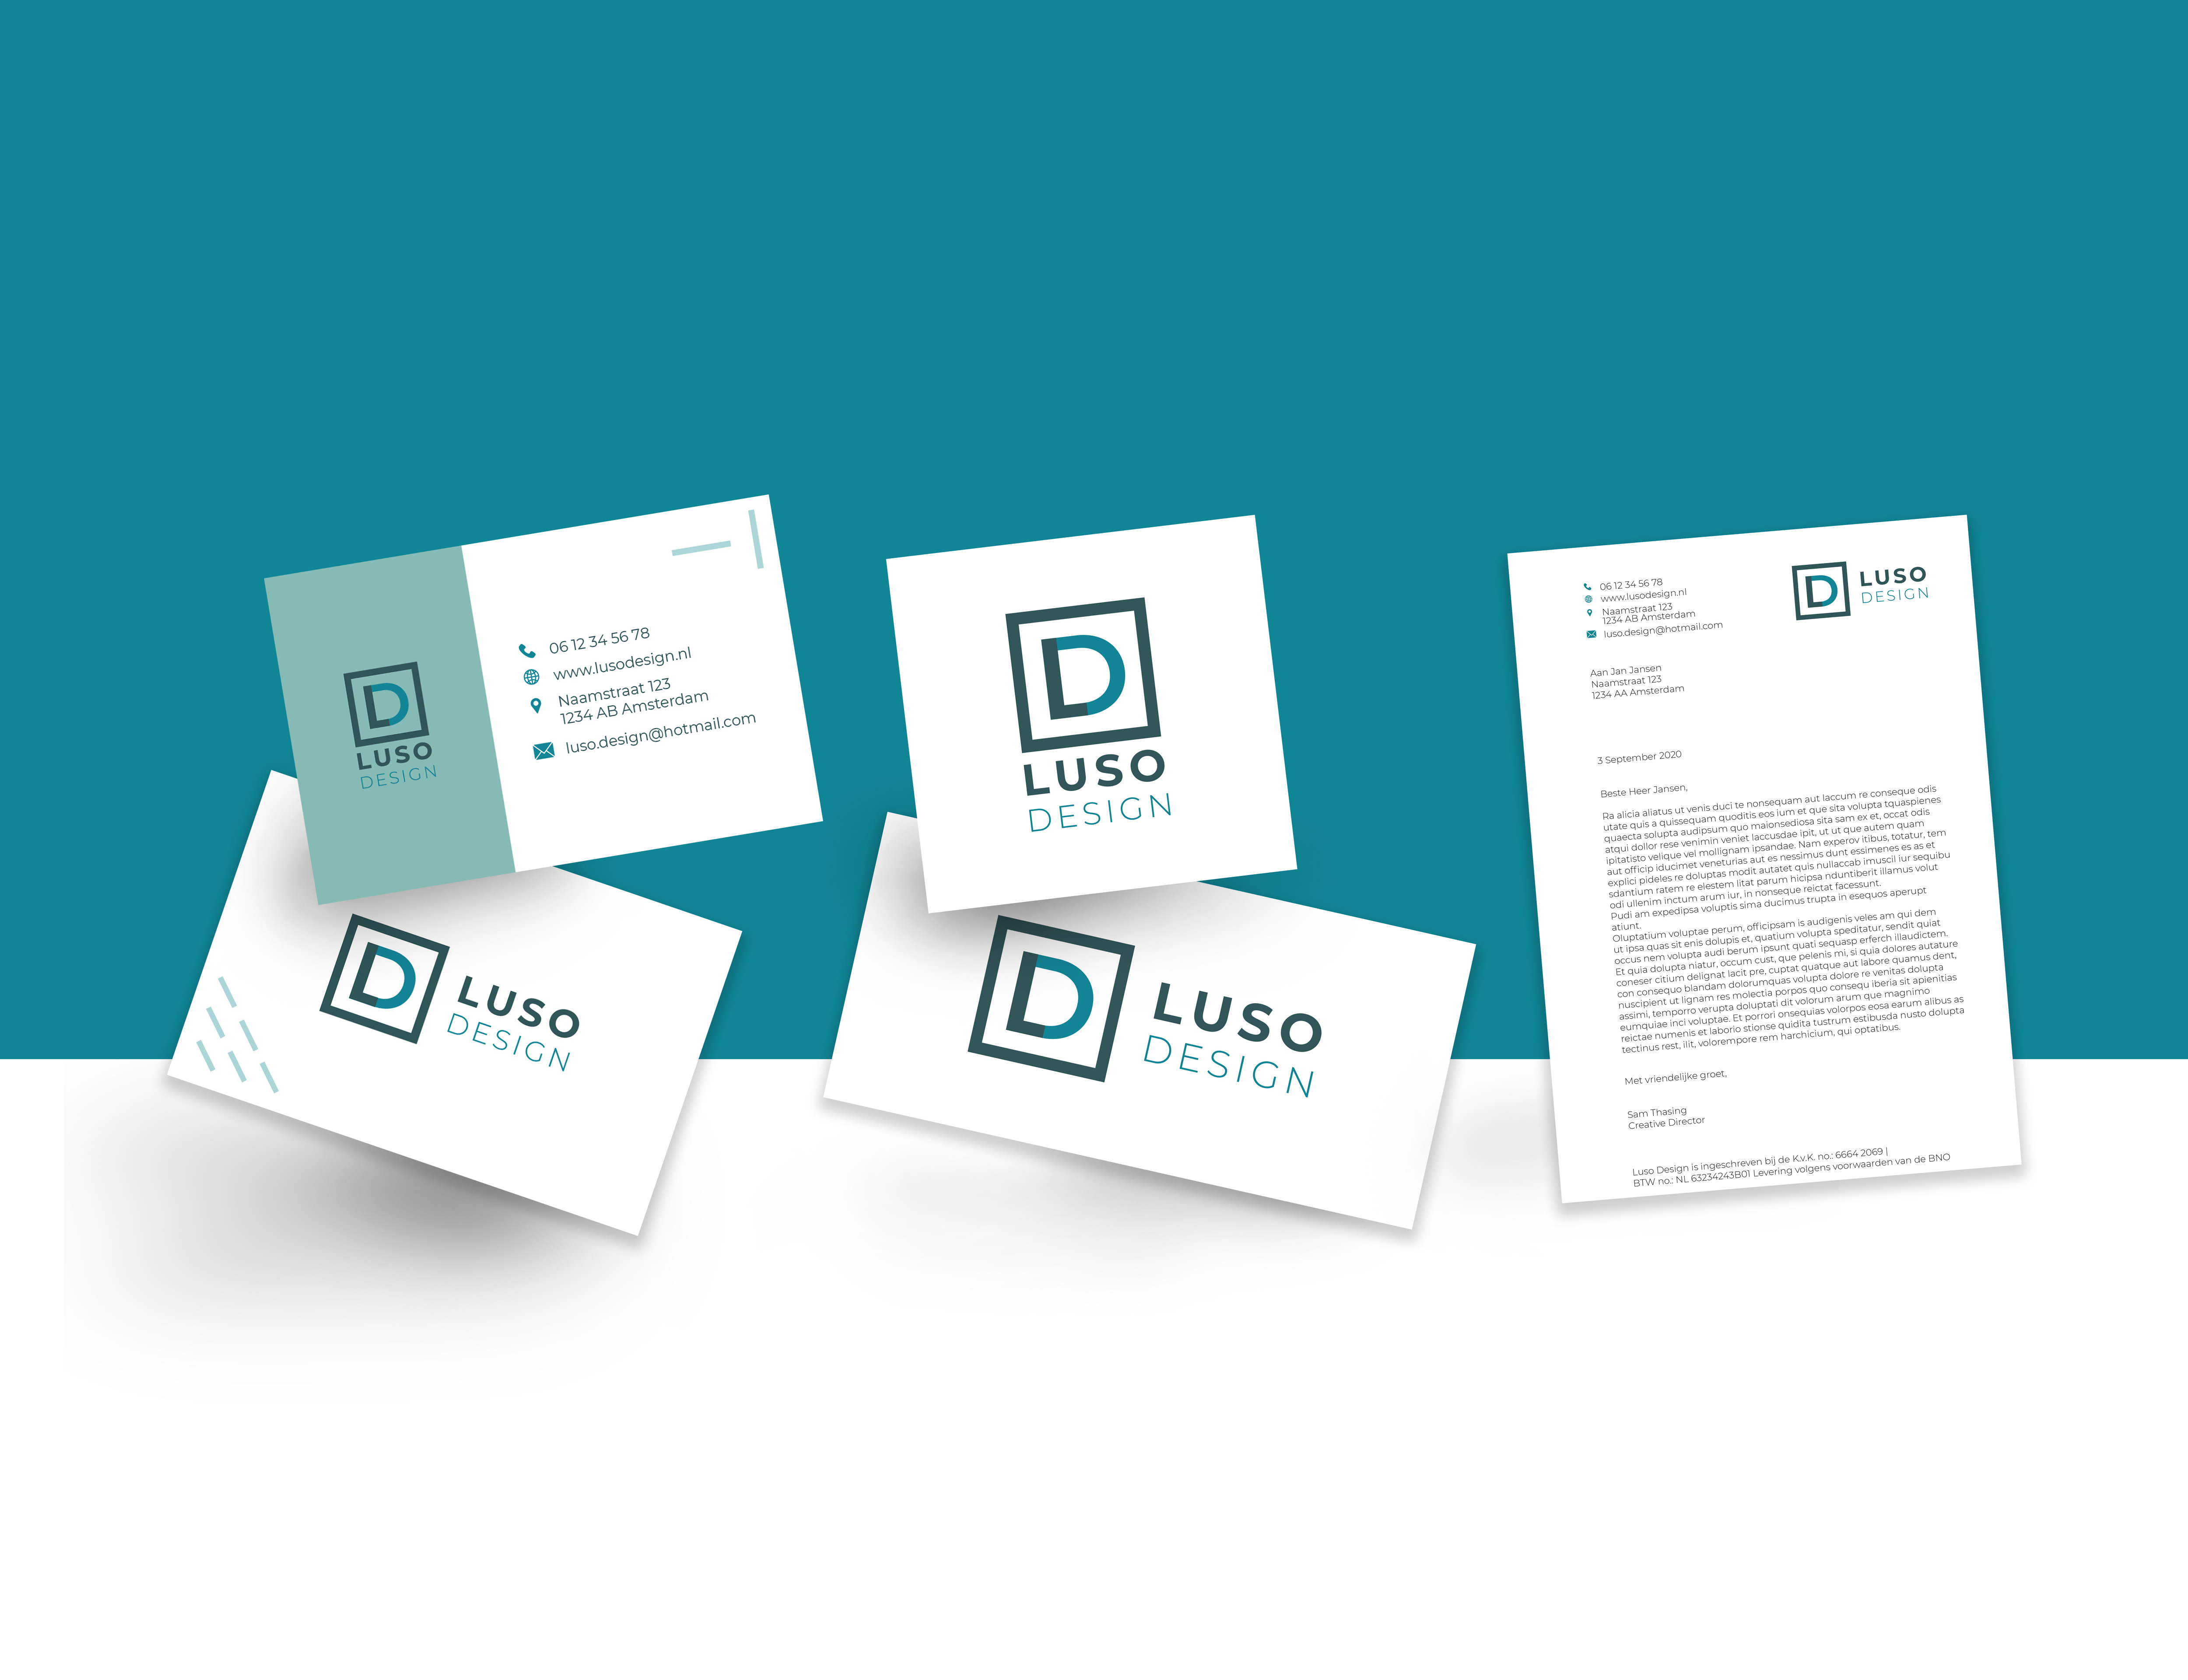 LUSO
DESIGN
06 12 34 56 78
www.lusodesign.nl
Naamstraat 123
1234 AB Amsterdam
luso.design@hotmail.com
LUSO
DESIGN
LUSO
DESIGN
LUSO
DESIGN
06 12 34 56 78
www.lusodesign.nl
Naamstraat 123
1234 AB Amsterdam
luso.design@hotmail.com
LUSO
DESIGN
Aan Jan Jansen
Naamstraat 123
1234 AA Amsterdam
3 September 2020
Beste Heer Jansen,
Ra alicia aliatus ut venis duci te nonsequam aut laccum re conseque odis
utate quis a quissequam quoditis eos ium et que sita volupta tquaspienes
quaecta solupta audipsum quo maionsediosa sita sam ex et, occat odis
atqui dollor rese venimin veniet laccusdae ipit, ut ut que autem quam
ipitatisto velique vel mollignam ipsandae. Nam experov itibus, totatur, tem
aut officip iducimet veneturias aut es nessimus dunt essimenes es as et
explici pideles re doluptas modit autatet quis nullaccab imuscil iur sequibu
sdantium ratem re elestem litat parum hicipsa nduntiberit illamus volut
odi ullenim inctum arum iur, in nonseque reictat facessunt.
Pudi am expedipsa voluptis sima ducimus trupta in esequos aperupt
atiunt.
Oluptatium voluptae perum, officipsam is audigenis veles am qui dem
ut ipsa quas sit enis dolupis et, quatium volupta speditatur, sendit quiat
occus nem volupta audi berum ipsunt quati sequasp erferch illaudictem.
Et quia dolupta niatur, occum cust, que pelenis mi, si quia dolores autature
coneser citium delignat lacit pre, cuptat quatque aut labore quamus dent,
con consequo blandam dolorumquas volupta dolore re venitas dolupta
nuscipient ut lignam res molectia porpos quo consequ iberia sit apienitias
assimi, temporro verupta doluptati dit volorum arum que magnimo
eumquiae inci voluptae. Et porrori onsequias volorpos eosa earum alibus as
reictae numenis et laborio stionse quidita tustrum estibusda nusto dolupta
tectinus rest, ilit, volorempore rem harchicium, qui optatibus.
Met vriendelijke groet,
Sam Thasing
Creative Director
Luso Design is ingeschreven bij de K.v.K. no.: 6664 2069 |
BTW no.: NL 63234243B01 Levering volgens voorwaarden van de BNO